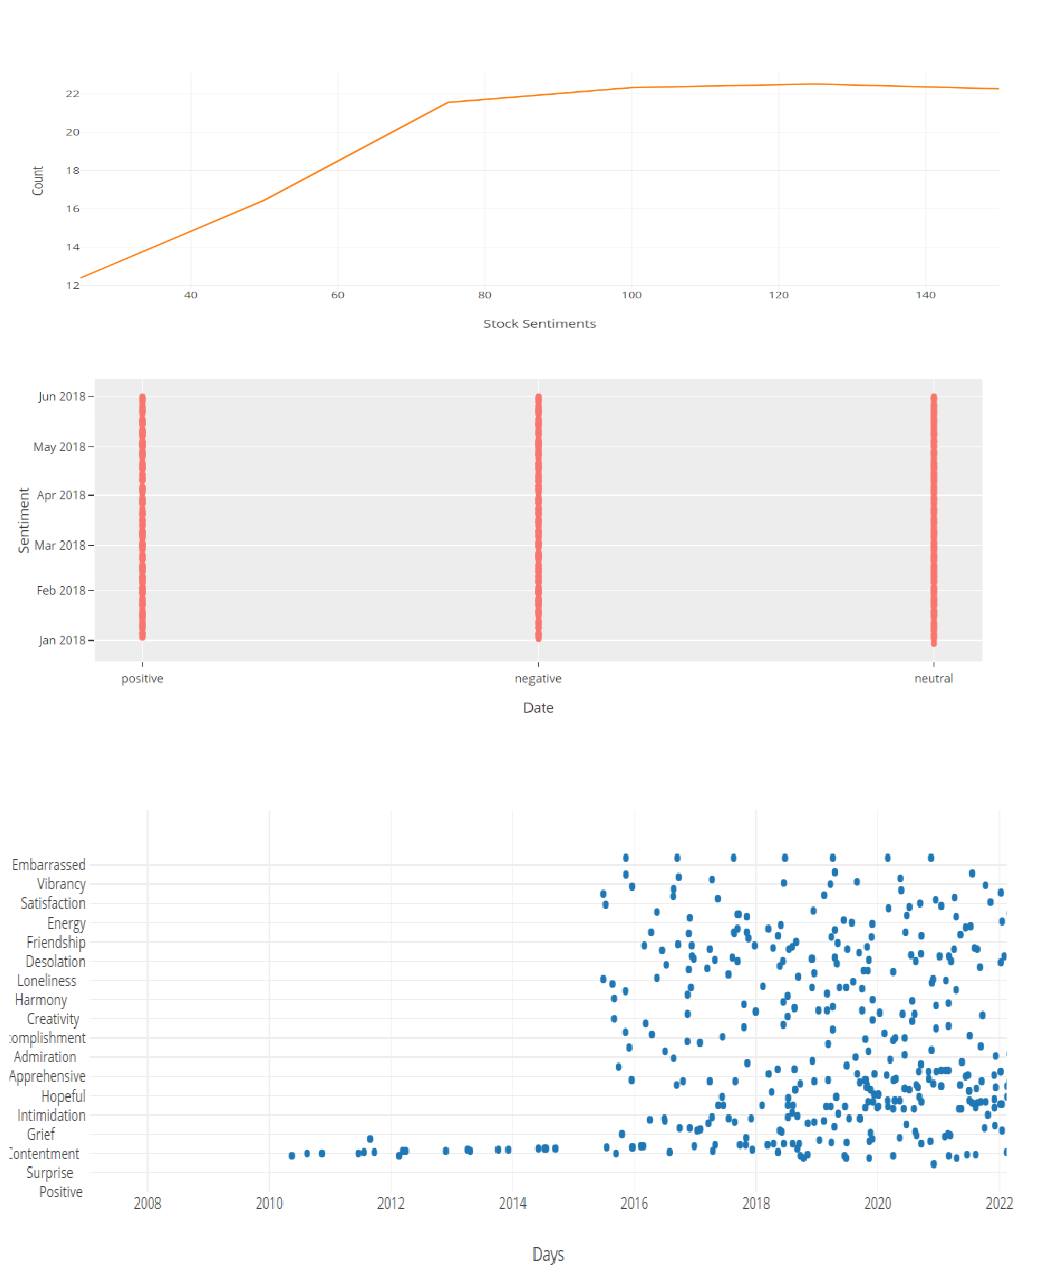 22
20
18
16
14
12
Count
40 60 80 100 120 140
Stock Sentiments
Jun 2018
May 2018
Apr 2018
Mar 2018
Feb 2018
Jan 2018
Sentiment
positive negative neutral
Date
Embarrassed
Vibrancy
Satisfaction
Energy
Friendship
Desolation
Loneliness
Harmony
Creativity
complishment
Admiration
Apprehensive
Hopeful
Intimidation
Grief
Contentment
Surprise
Positive
2008 2010 2012 2014 2016 2018 2020 2022
Days